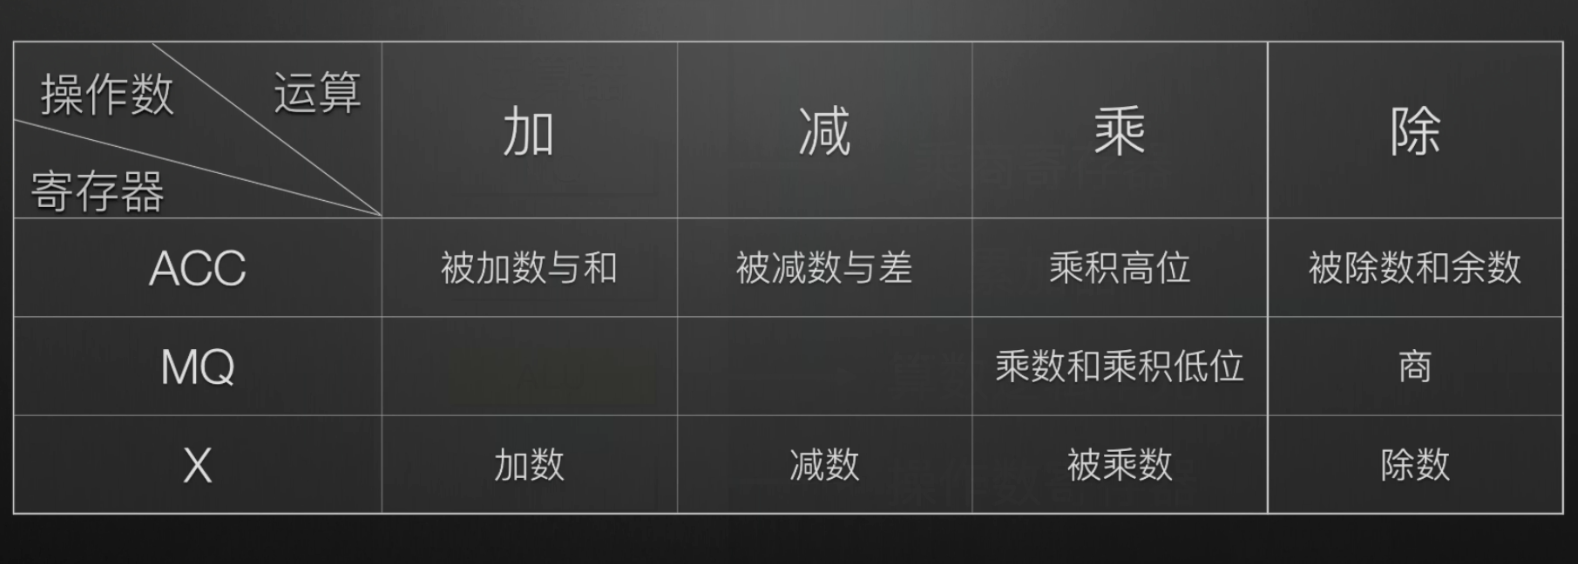 操作数 运算
寄存器
加 减 乘 除
ACC 被加数与和 被减数与差 乘积高位 被除数和余数
MQ 乘数和乘积低位 商
X 加数 减数 被乘数 除数